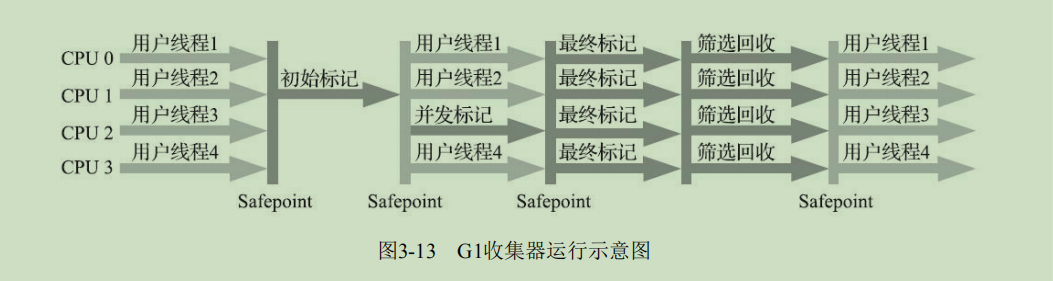 CPU 0 用户线程1 用户线程1 最终标记 筛选回收 用户线程1
CPU 1 用户线程2 初始标记 用户线程2 最终标记 筛选回收 用户线程2
CPU 2 用户线程3 并发标记 最终标记 筛选回收 用户线程3
CPU 3 用户线程4 用户线程4 最终标记 筛选回收 用户线程4
Safepoint Safepoint Safepoint Safepoint
图3-13 G1收集器运行示意图